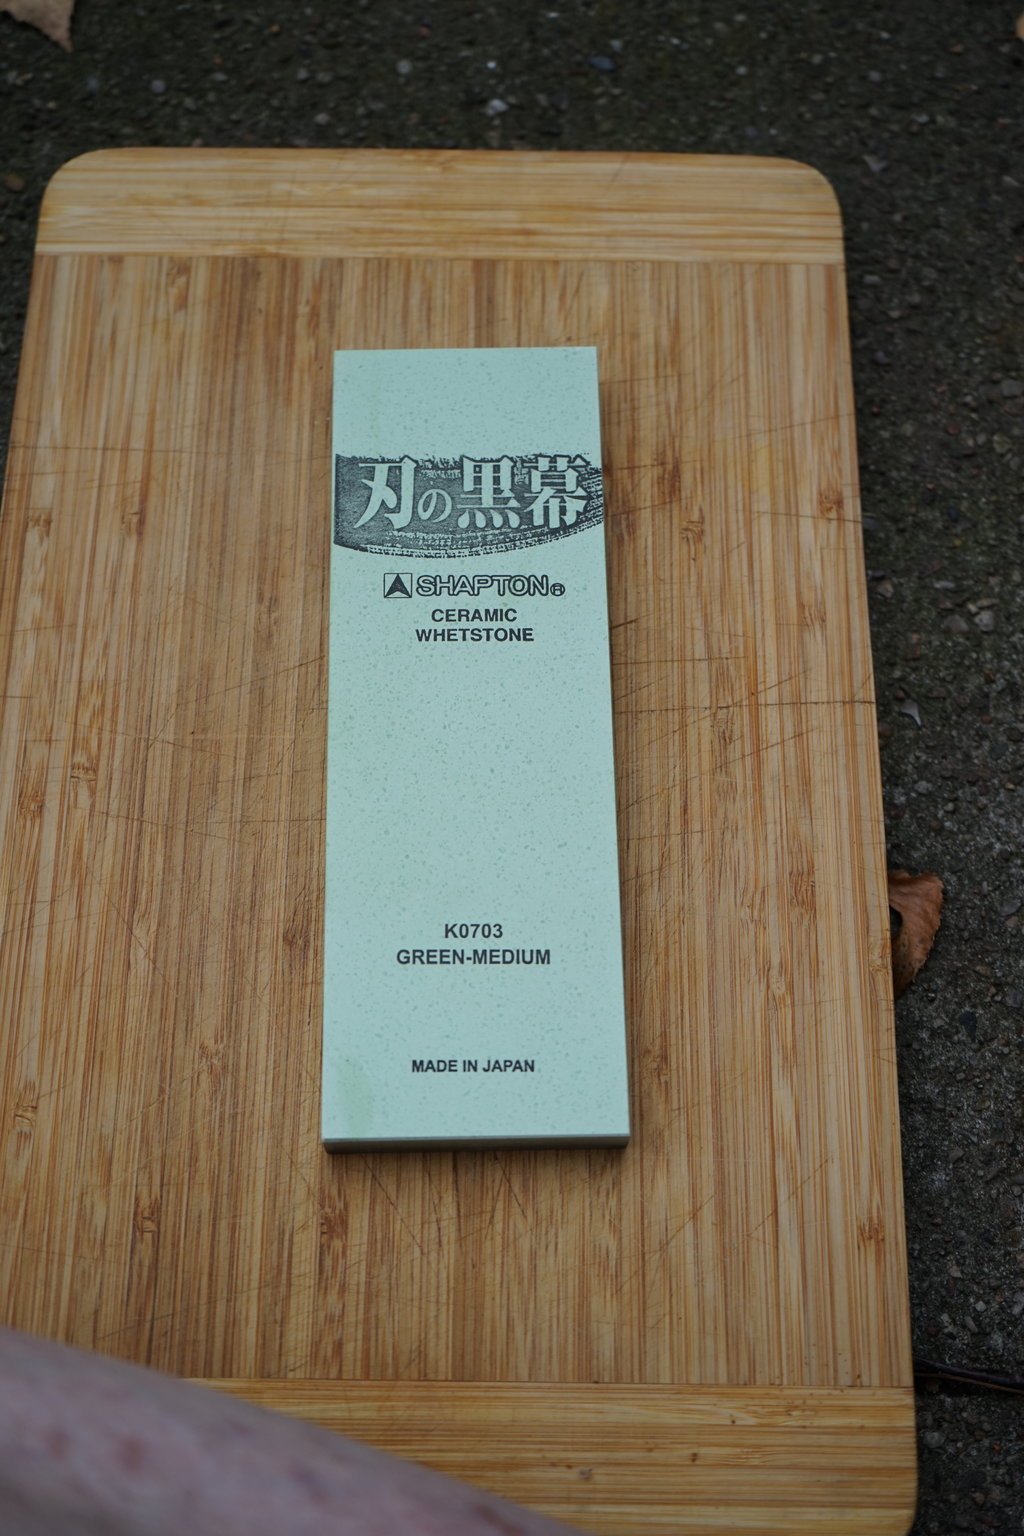 刃の黒幕
SHAPTON®
CERAMIC
WHETSTONE
K0703
GREEN-MEDIUM
MADE IN JAPAN